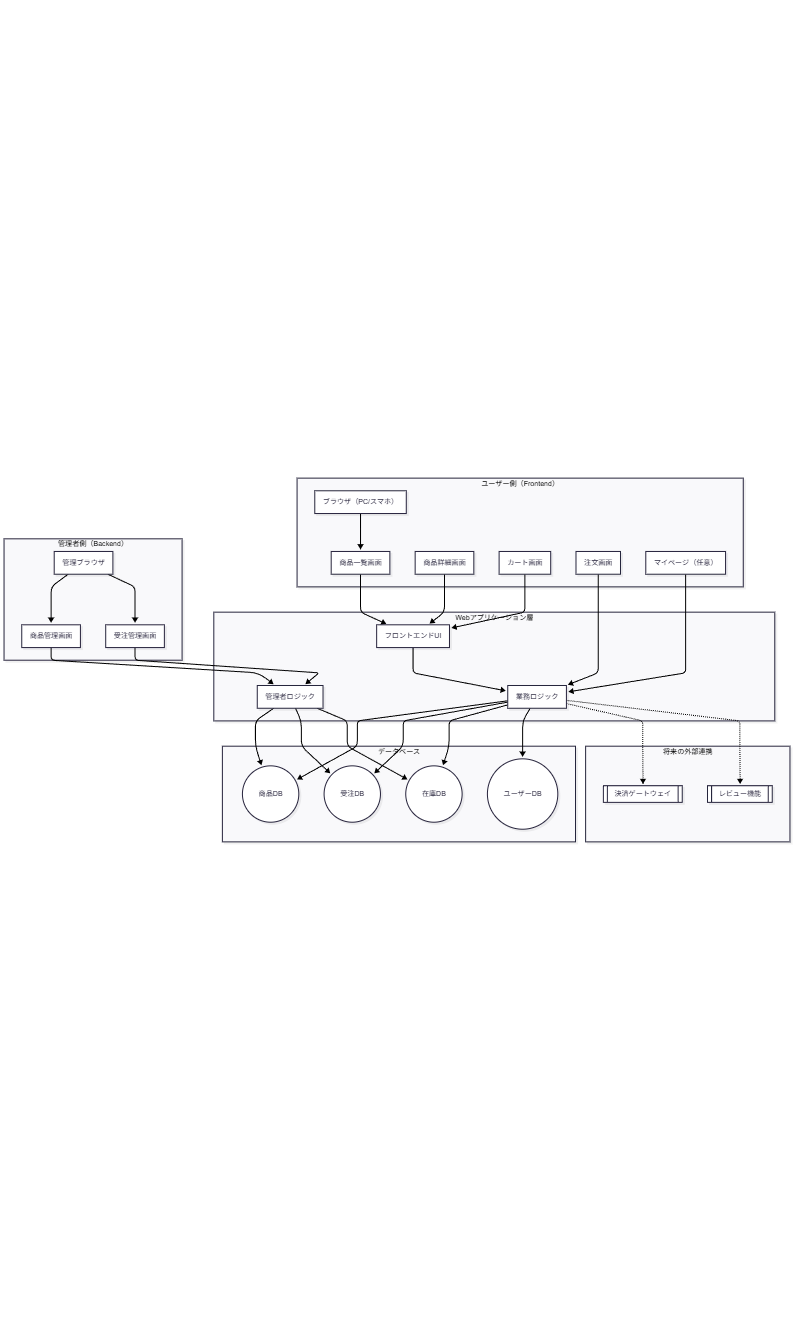 ユーザー側（Frontend）
ブラウザ（PC/スマホ）
商品一覧画面
商品詳細画面
カート画面
注文画面
マイページ（任意）
管理者側（Backend）
管理ブラウザ
商品管理画面
受注管理画面
Webアプリケーション層
フロントエンドUI
管理者ロジック
業務ロジック
データベース
商品DB
受注DB
在庫DB
ユーザーDB
将来の外部連携
決済ゲートウェイ
レビュー機能